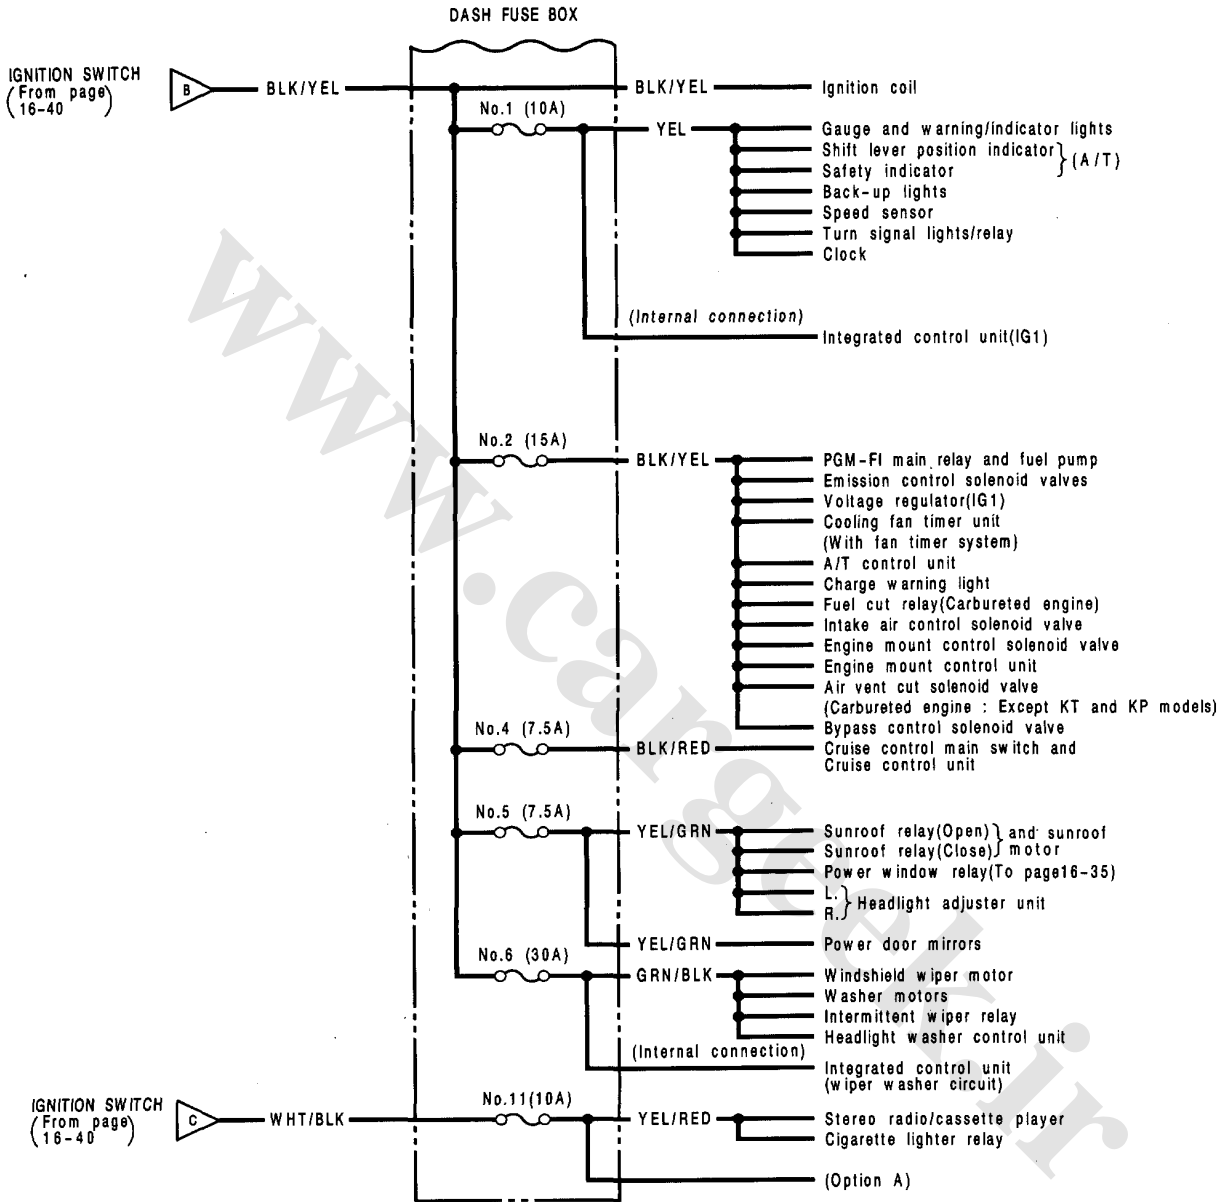 DASH FUSE BOX
IGNITION SWITCH
(From page 16-40)
B
BLK/YEL
BLK/YEL
Ignition coil
No.1 (10A)
YEL
Gauge and warning/indicator lights
Shift lever position indicator
Safety indicator
(A/T)
Back-up lights
Speed sensor
Turn signal lights/relay
Clock
(Internal connection)
Integrated control unit(IG1)
No.2 (15A)
BLK/YEL
PGM-FI main relay and fuel pump
Emission control solenoid valves
Voltage regulator(IG1)
Cooling fan timer unit
(With fan timer system)
A/T control unit
Charge warning light
Fuel cut relay(Carbureted engine)
Intake air control solenoid valve
Engine mount control solenoid valve
Engine mount control unit
Air vent cut solenoid valve
(Carbureted engine : Except KT and KP models)
Bypass control solenoid valve
No.4 (7.5A)
BLK/RED
Cruise control main switch and
Cruise control unit
No.5 (7.5A)
YEL/GRN
Sunroof relay(Open)
Sunroof relay(Close)
and sunroof
motor
Power window relay(To page16-35)
L.
R.
Headlight adjuster unit
YEL/GRN
Power door mirrors
No.6 (30A)
GRN/BLK
Windshield wiper motor
Washer motors
Intermittent wiper relay
Headlight washer control unit
(Internal connection)
Integrated control unit
(wiper washer circuit)
IGNITION SWITCH
(From page 16-40)
C
WHT/BLK
No.11(10A)
YEL/RED
Stereo radio/cassette player
Cigarette lighter relay
(Option A)
www.cargeek.ir